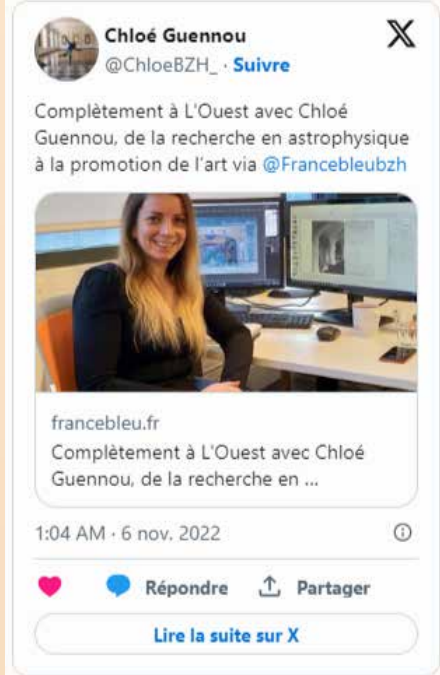 Chloé Guennou
@ChloeBZH_ · Suivre
Complètement à L'Ouest avec Chloé
Guennou, de la recherche en astrophysique
à la promotion de l'art via @Francebleubzh
francebleu.fr
Complètement à L'Ouest avec Chloé
Guennou, de la recherche en ...
1:04 AM · 6 nov. 2022
Répondre Partager
Lire la suite sur X